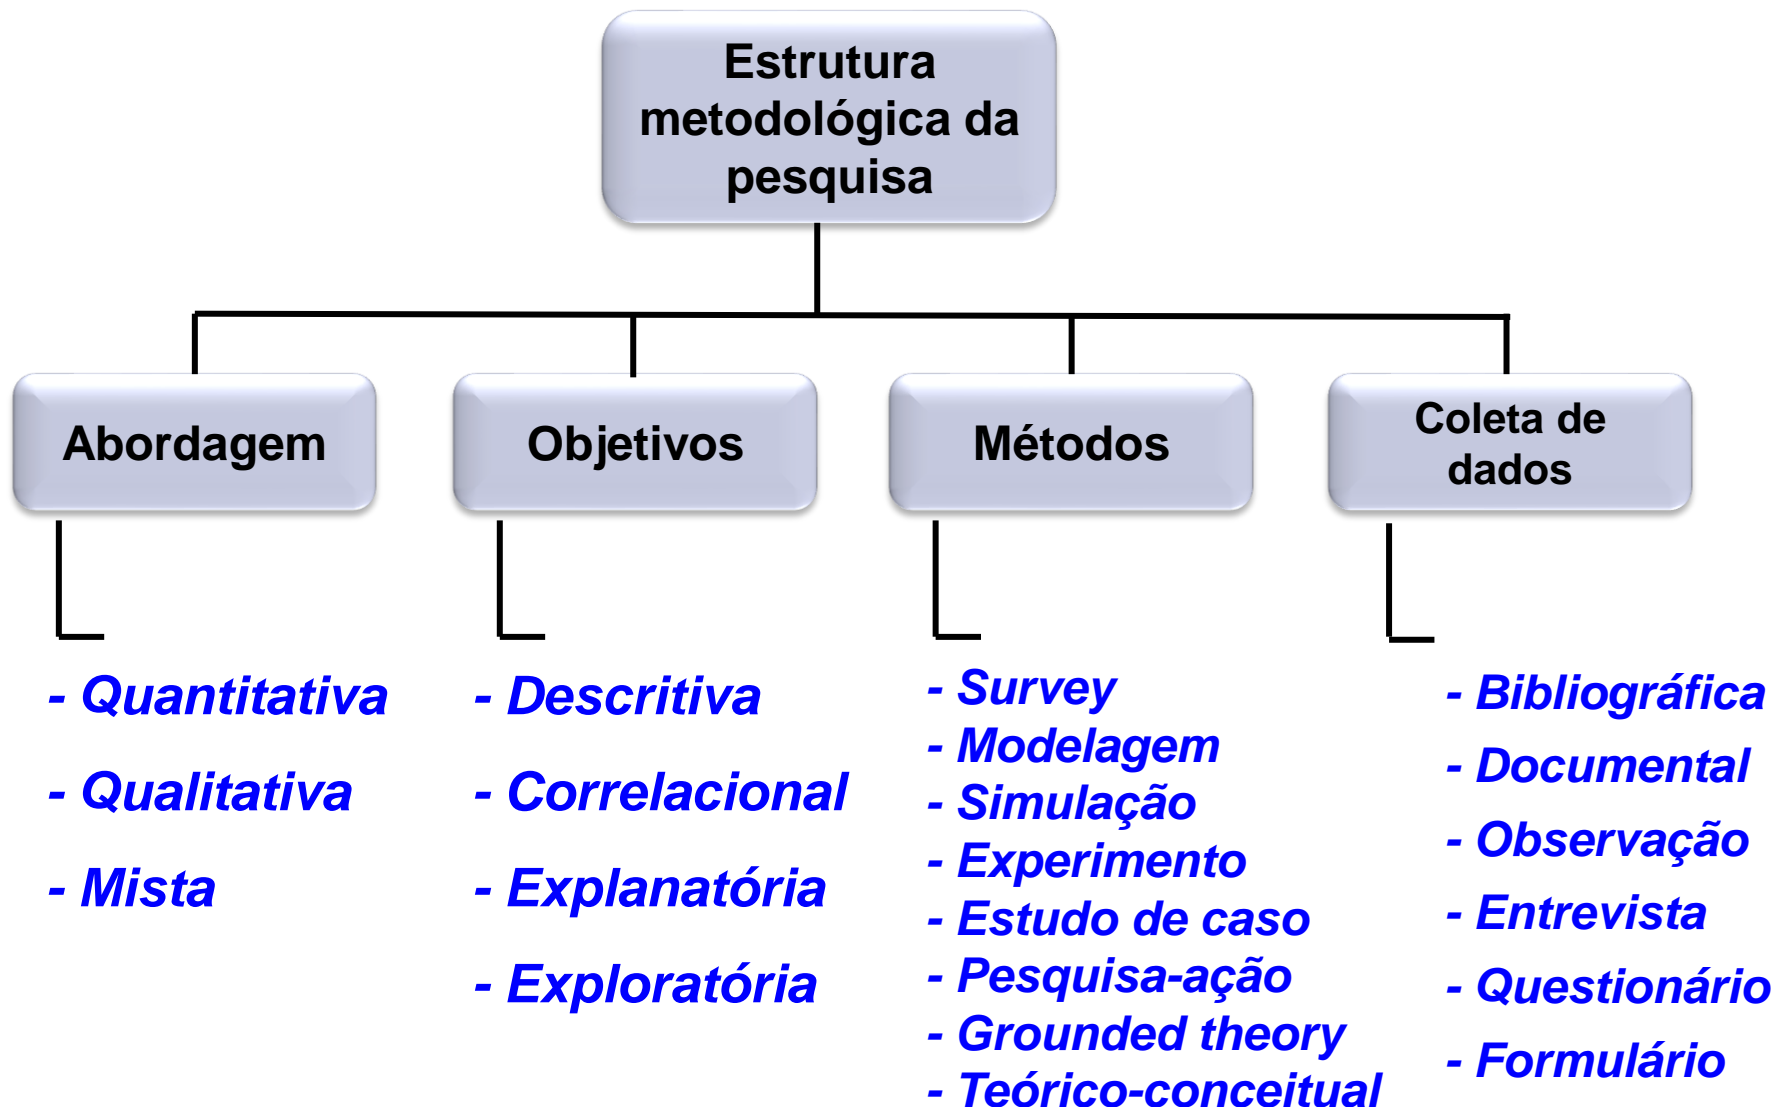 Estrutura
metodológica da
pesquisa
Abordagem
Objetivos
Métodos
Coleta de
dados
- Quantitativa
- Qualitativa
- Mista
- Descritiva
- Correlacional
- Explanatória
- Exploratória
- Survey
- Modelagem
- Simulação
- Experimento
- Estudo de caso
- Pesquisa-ação
- Grounded theory
- Teórico-conceitual
- Bibliográfica
- Documental
- Observação
- Entrevista
- Questionário
- Formulário